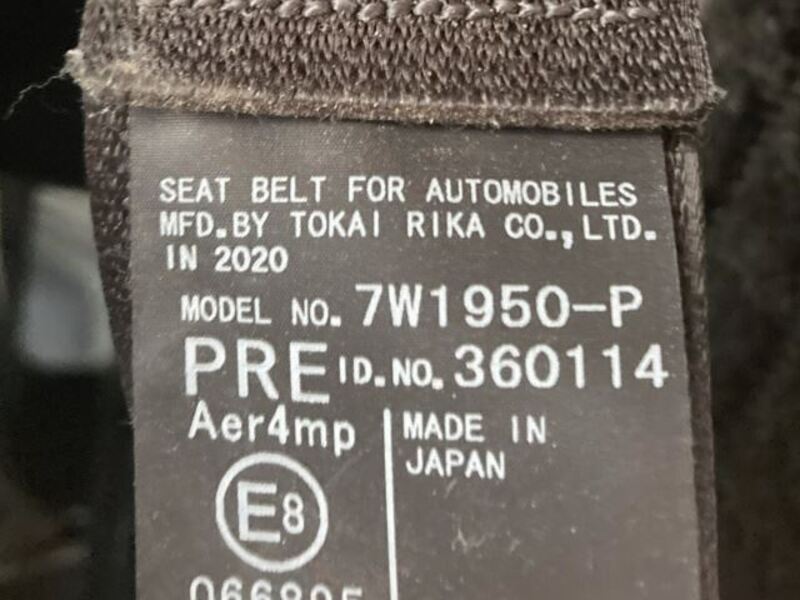 SEAT BELT FOR AUTOMOBILES
MFD.BY TOKAI RIKA CO.,LTD.
IN 2020
MODEL NO. 7W1950-P
PRE ID.NO. 360114
Aer4mp
MADE IN
JAPAN
E8